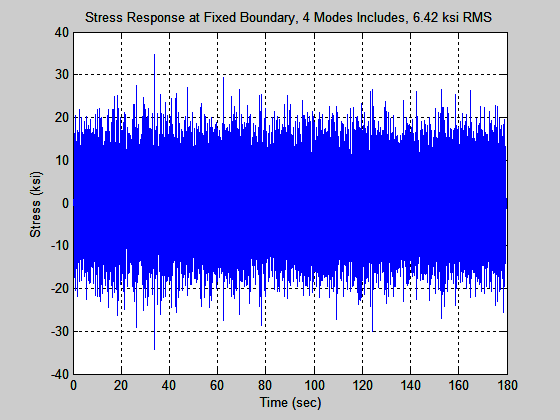 Stress Response at Fixed Boundary, 4 Modes Includes, 6.42 ksi RMS
40
30
20
10
0
-10
-20
-30
-40
Stress (ksi)
0 20 40 60 80 100 120 140 160 180
Time (sec)